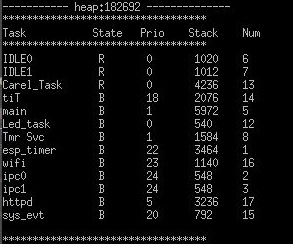 ----------- heap:182692 --------------
*********************************
Task State Prio Stack Num
*********************************
IDLE0 R 0 1020 6
IDLE1 R 0 1012 7
Carel_Task R 0 4236 13
tiT B 18 2076 14
main B 1 5972 5
Led_task B 0 540 12
Tmr Svc B 1 1584 8
esp_timer B 22 3464 1
wifi B 23 1140 16
ipc0 B 24 548 2
ipc1 B 24 548 3
httpd B 5 3236 17
sys_evt B 20 792 15
*********************************